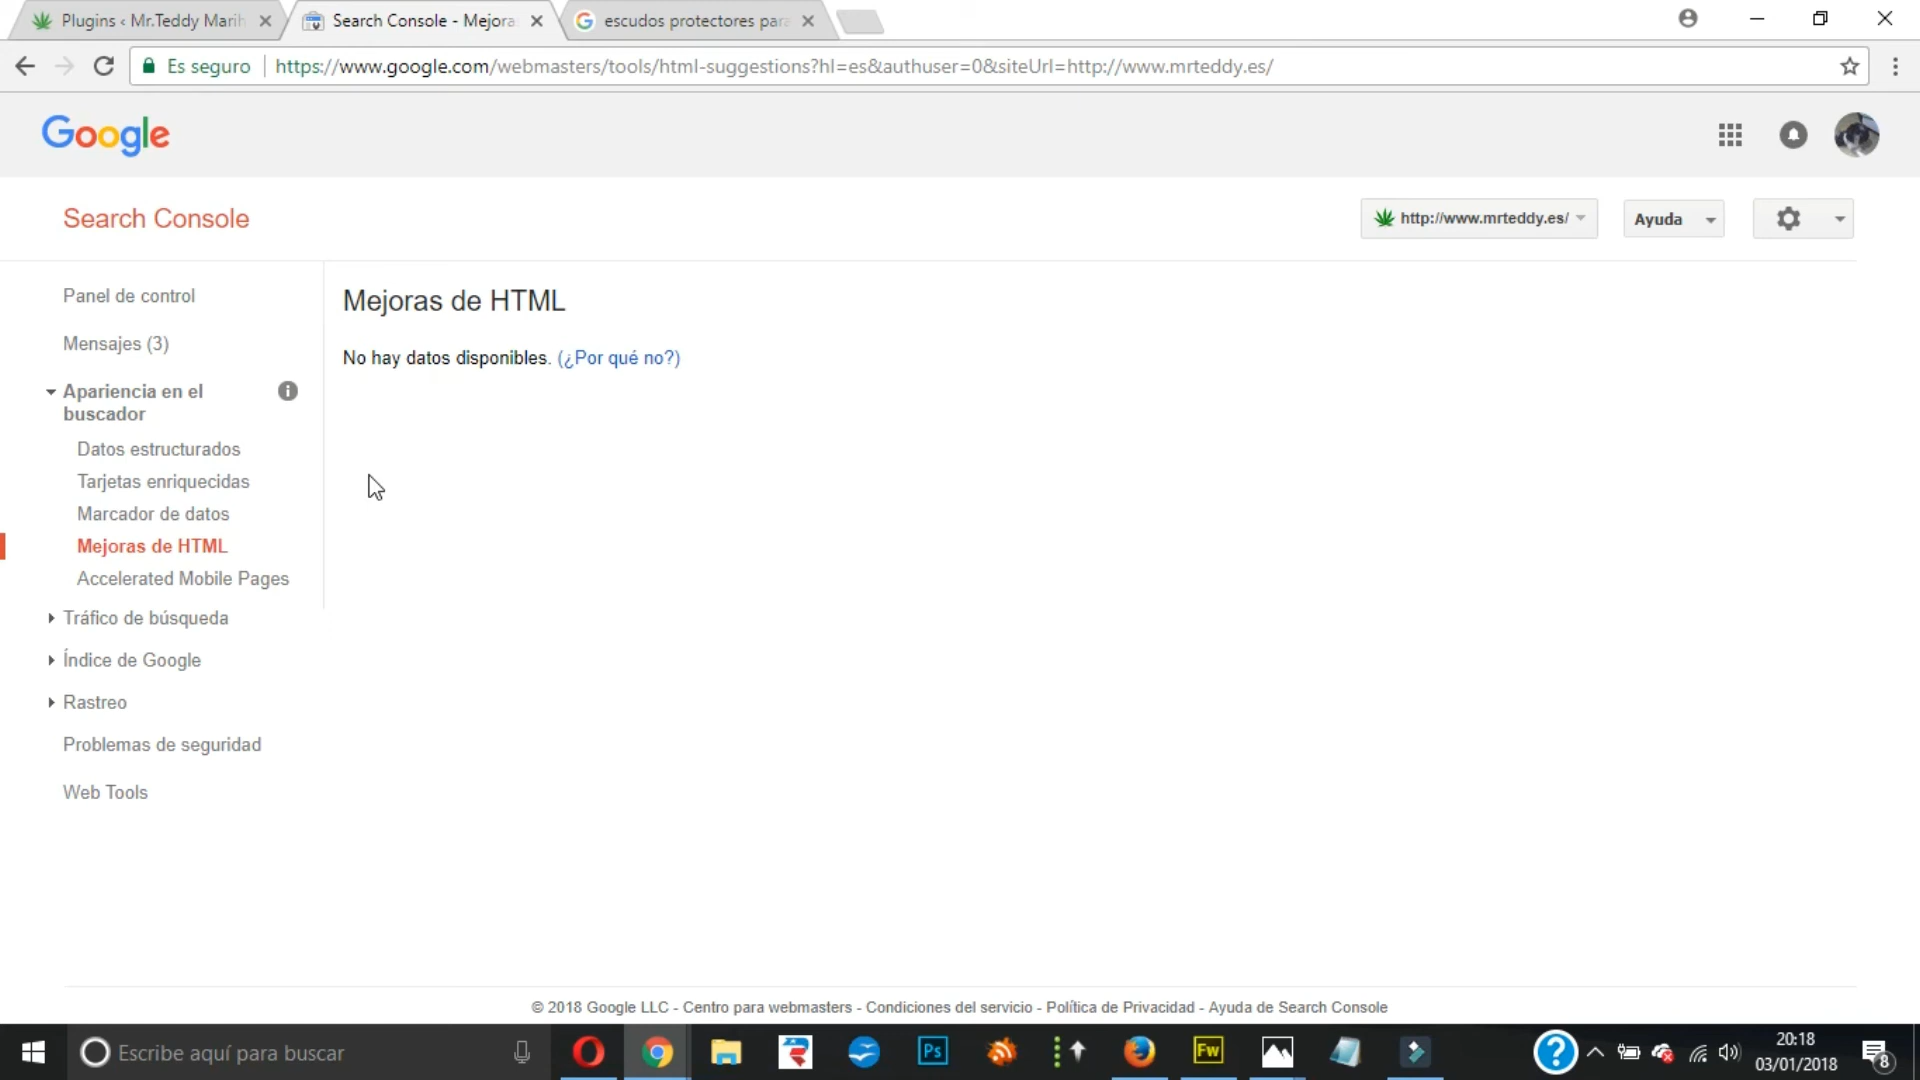 Plugins ‹ Mr.Teddy Marih
Search Console - Mejora
escudos protectores para
Es seguro
https://www.google.com/webmasters/tools/html-suggestions?hl=es&authuser=0&siteUrl=http://www.mrteddy.es/
Google
Search Console
http://www.mrteddy.es/
Ayuda
Panel de control
Mensajes (3)
Apariencia en el
buscador
Datos estructurados
Tarjetas enriquecidas
Marcador de datos
Mejoras de HTML
Accelerated Mobile Pages
Tráfico de búsqueda
Índice de Google
Rastreo
Problemas de seguridad
Web Tools
Mejoras de HTML
No hay datos disponibles. (¿Por qué no?)
© 2018 Google LLC - Centro para webmasters - Condiciones del servicio - Política de Privacidad - Ayuda de Search Console
Escribe aquí para buscar
Ps
Fw
20:18
03/01/2018
8